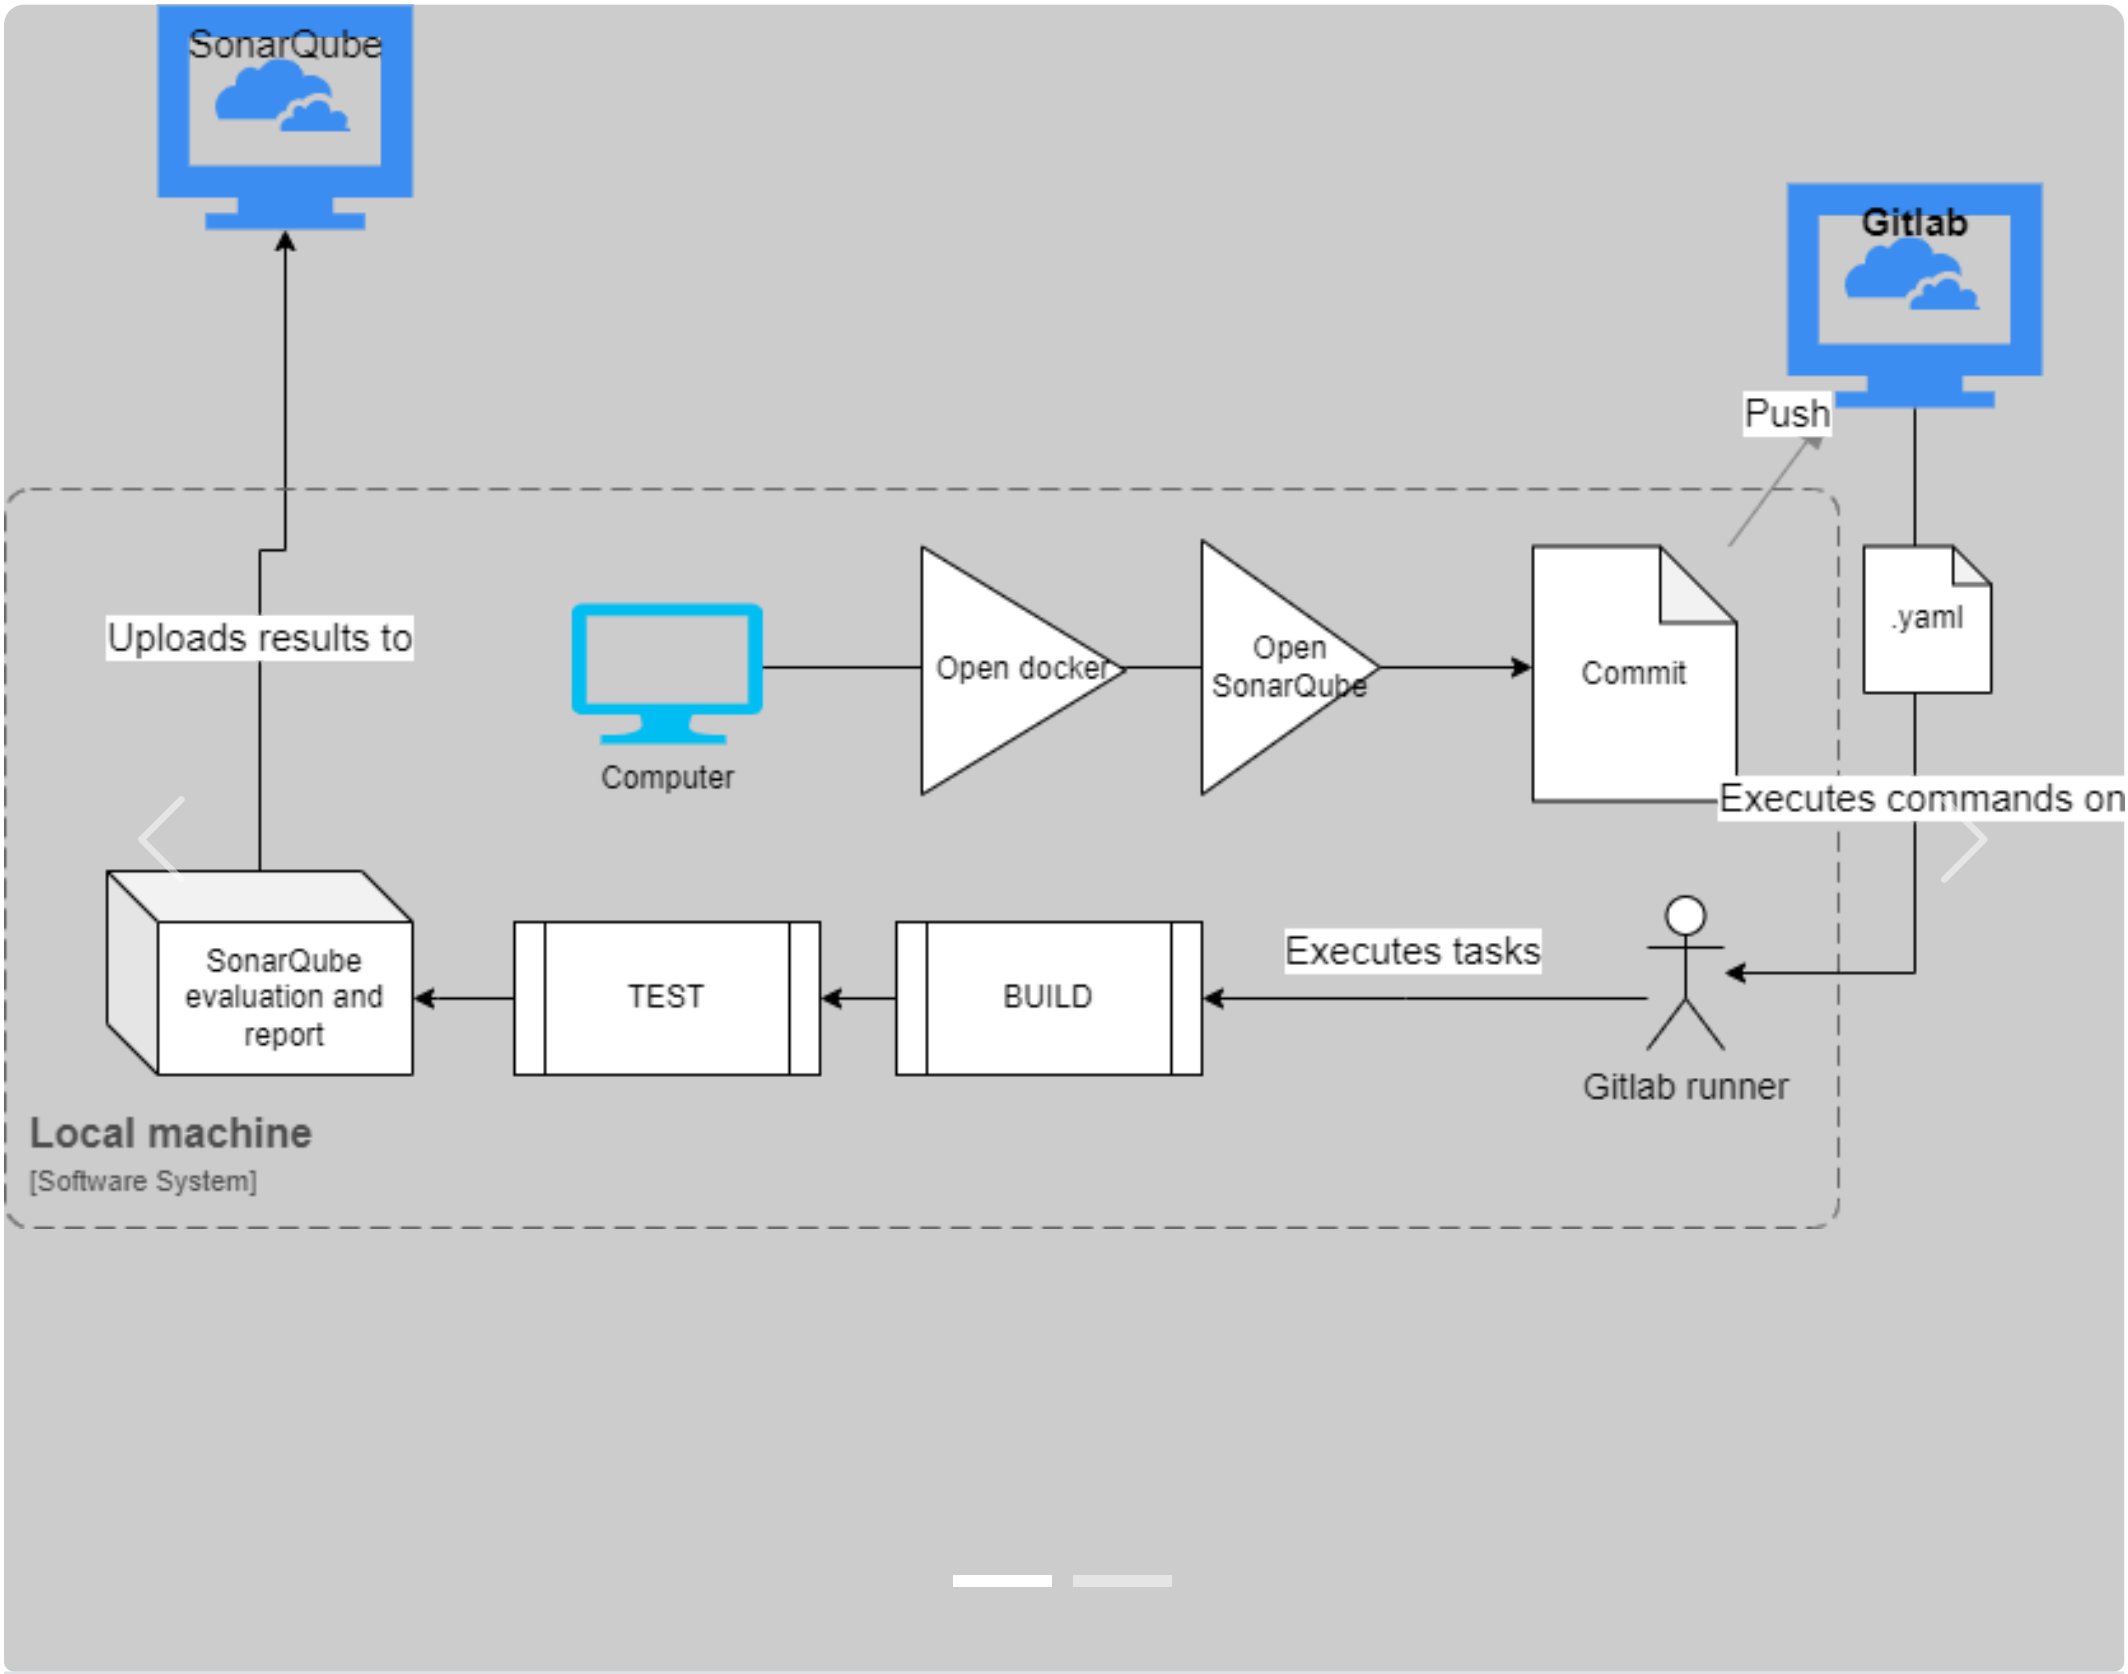 SonarQube
Gitlab
Push
.yaml
Uploads results to
Open docker
Open
SonarQube
Commit
Computer
Executes commands on
SonarQube
evaluation and
report
TEST
BUILD
Executes tasks
Gitlab runner
Local machine
[Software System]